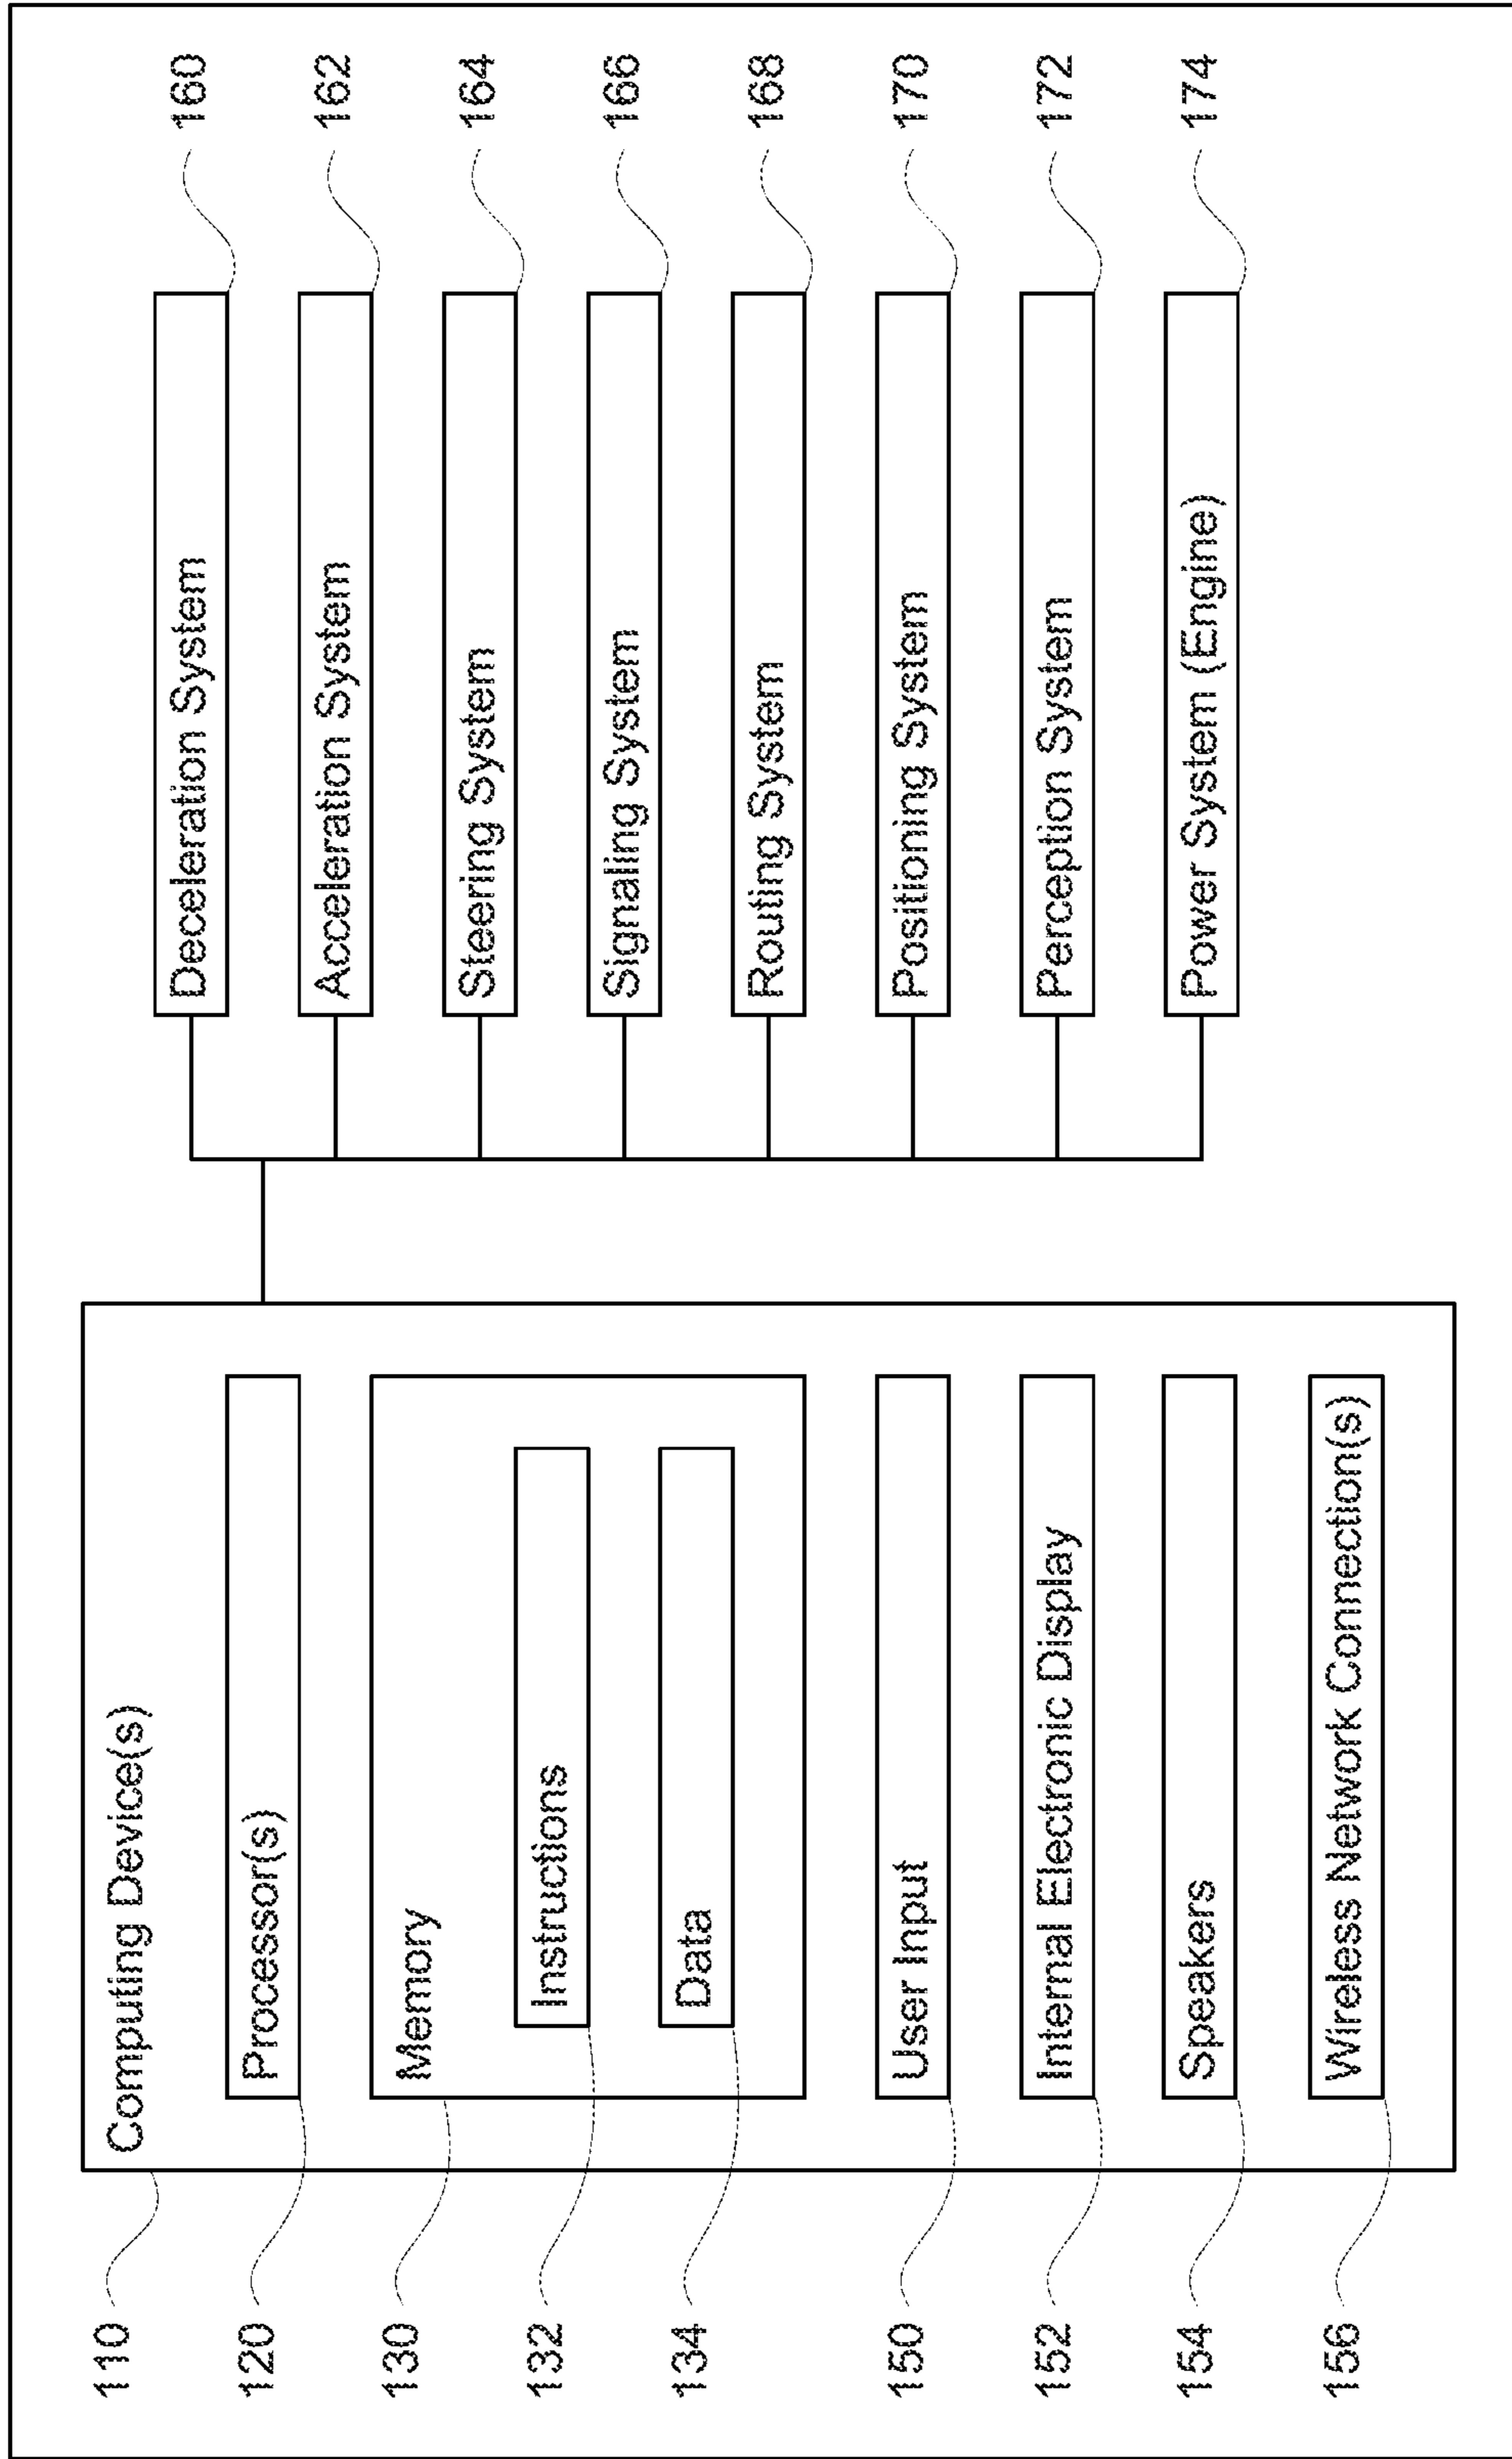 110
Computing Device(s)
120
Processor(s)
130
Memory
132
Instructions
134
Data
150
User Input
152
Internal Electronic Display
154
Speakers
156
Wireless Network Connection(s)
Deceleration System
160
Acceleration System
162
Steering System
164
Signaling System
166
Routing System
168
Positioning System
170
Perception System
172
Power System (Engine)
174